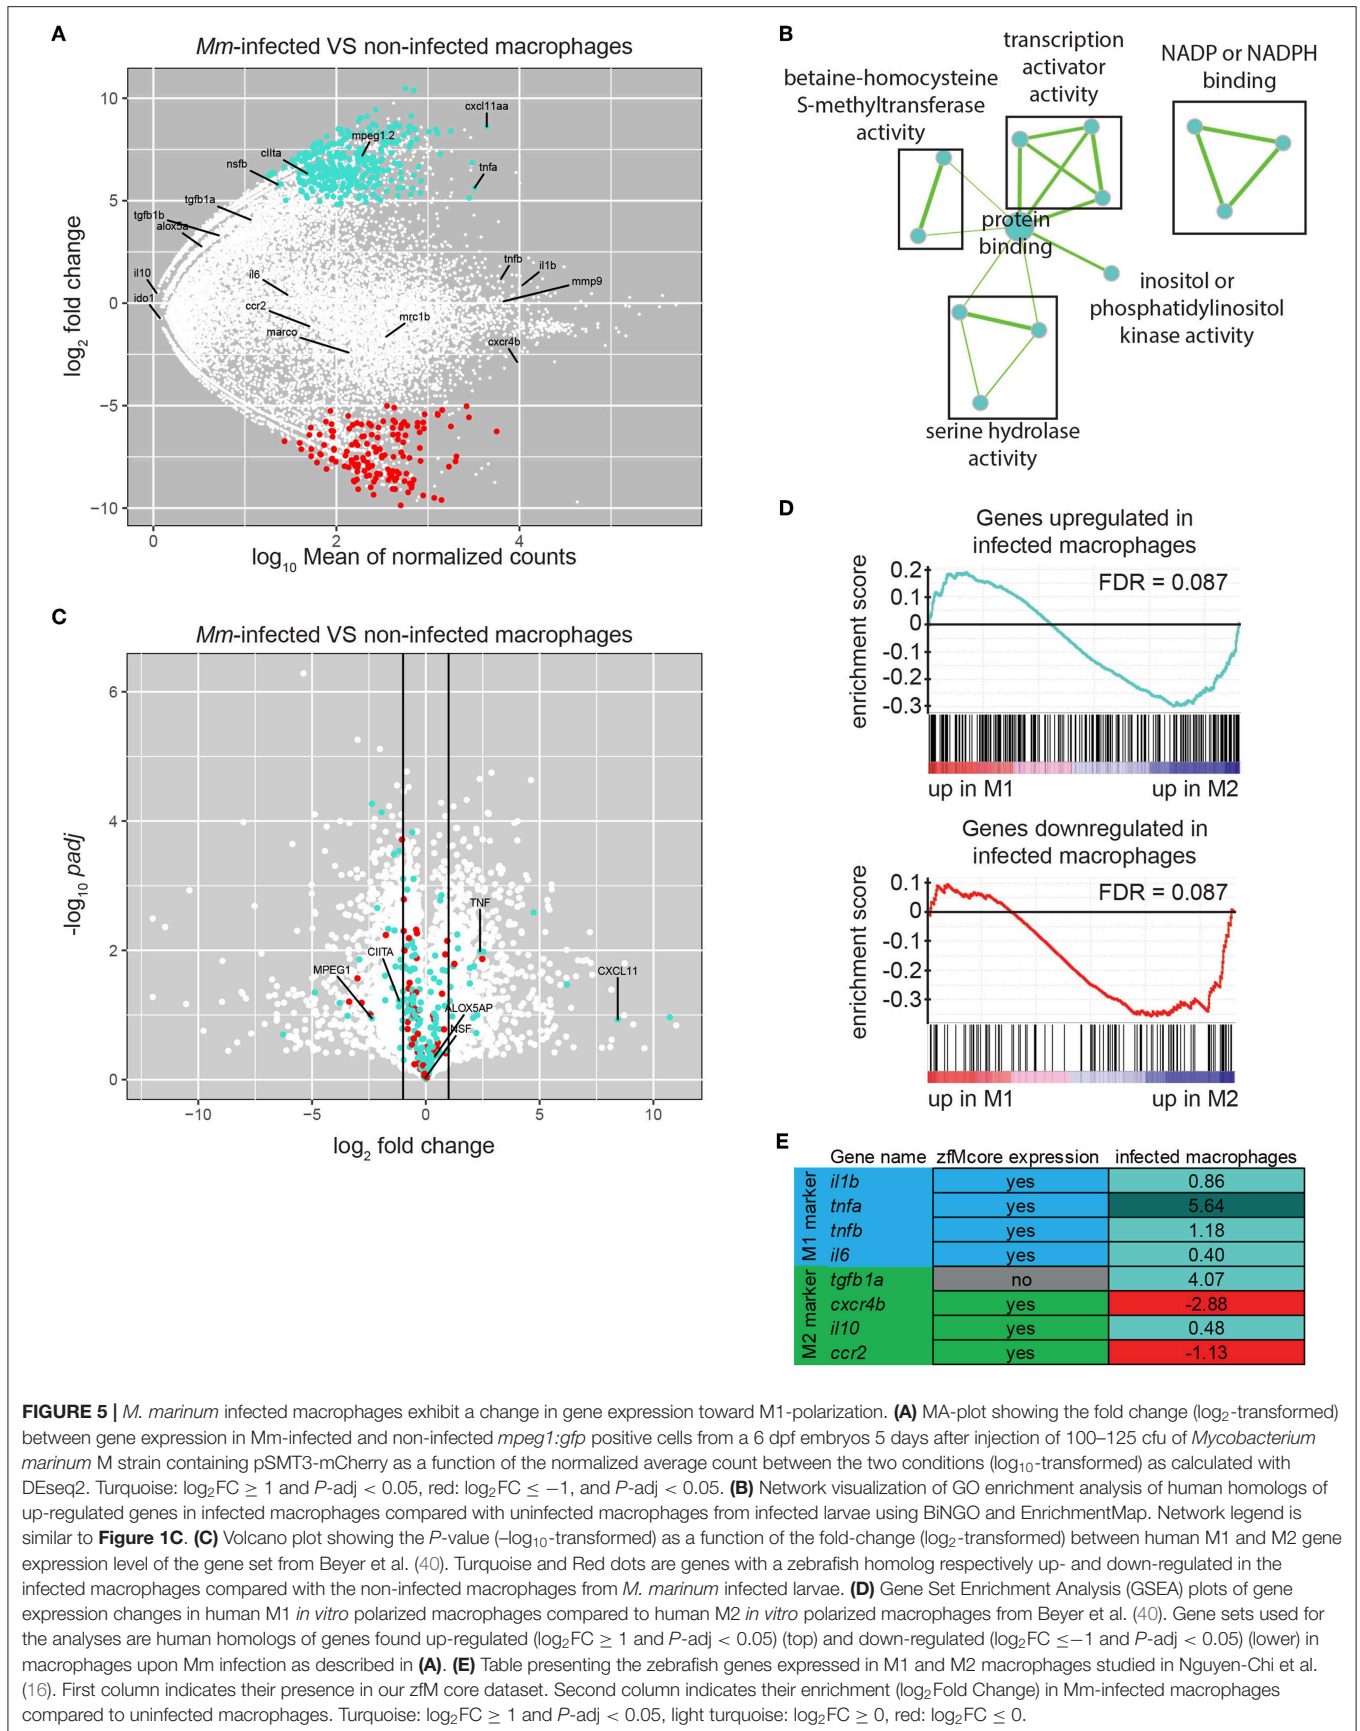 A
Mm-infected VS non-infected macrophages
10
5
0
−5
−10
log2 fold change
cxcl11aa
mpeg1.2
cIIta
nsfb
tnfa
tgfb1a
tgfb1b
alox5a
il10
ido1
il6
ccr2
marco
mrc1b
tnfb
il1b
mmp9
cxcr4b
0
2
4
log10 Mean of normalized counts
B
betaine-homocysteine
S-methyltransferase
activity
transcription
activator
activity
NADP or NADPH
binding
protein
binding
inositol or
phosphatidylinositol
kinase activity
serine hydrolase
activity
C
Mm-infected VS non-infected macrophages
6
4
2
0
-log10 padj
TNF
CIITA
MPEG1
CXCL11
ALOX5AP
NSF
−10
−5
0
5
10
log2 fold change
D
Genes upregulated in
infected macrophages
FDR = 0.087
0.2
0.1
0
-0.1
-0.2
-0.3
enrichment score
up in M1
up in M2
Genes downregulated in
infected macrophages
FDR = 0.087
0.1
0
-0.1
-0.2
-0.3
enrichment score
up in M1
up in M2
E
Gene name zfMcore expression infected macrophages
M1 marker
il1b yes 0.86
tnfa yes 5.64
tnfb yes 1.18
il6 yes 0.40
M2 marker
tgfb1a no 4.07
cxcr4b yes -2.88
il10 yes 0.48
ccr2 yes -1.13
FIGURE 5 | M. marinum infected macrophages exhibit a change in gene expression toward M1-polarization. (A) MA-plot showing the fold change (log2-transformed)
between gene expression in Mm-infected and non-infected mpeg1:gfp positive cells from a 6 dpf embryos 5 days after injection of 100–125 cfu of Mycobacterium
marinum M strain containing pSMT3-mCherry as a function of the normalized average count between the two conditions (log10-transformed) as calculated with
DEseq2. Turquoise: log2FC ≥ 1 and P-adj < 0.05, red: log2FC ≤ −1, and P-adj < 0.05. (B) Network visualization of GO enrichment analysis of human homologs of
up-regulated genes in infected macrophages compared with uninfected macrophages from infected larvae using BiNGO and EnrichmentMap. Network legend is
similar to Figure 1C. (C) Volcano plot showing the P-value (–log10-transformed) as a function of the fold-change (log2-transformed) between human M1 and M2 gene
expression level of the gene set from Beyer et al. (40). Turquoise and Red dots are genes with a zebrafish homolog respectively up- and down-regulated in the
infected macrophages compared with the non-infected macrophages from M. marinum infected larvae. (D) Gene Set Enrichment Analysis (GSEA) plots of gene
expression changes in human M1 in vitro polarized macrophages compared to human M2 in vitro polarized macrophages from Beyer et al. (40). Gene sets used for
the analyses are human homologs of genes found up-regulated (log2FC ≥ 1 and P-adj < 0.05) (top) and down-regulated (log2FC ≤−1 and P-adj < 0.05) (lower) in
macrophages upon Mm infection as described in (A). (E) Table presenting the zebrafish genes expressed in M1 and M2 macrophages studied in Nguyen-Chi et al.
(16). First column indicates their presence in our zfM core dataset. Second column indicates their enrichment (log2Fold Change) in Mm-infected macrophages
compared to uninfected macrophages. Turquoise: log2FC ≥ 1 and P-adj < 0.05, light turquoise: log2FC ≥ 0, red: log2FC ≤ 0.